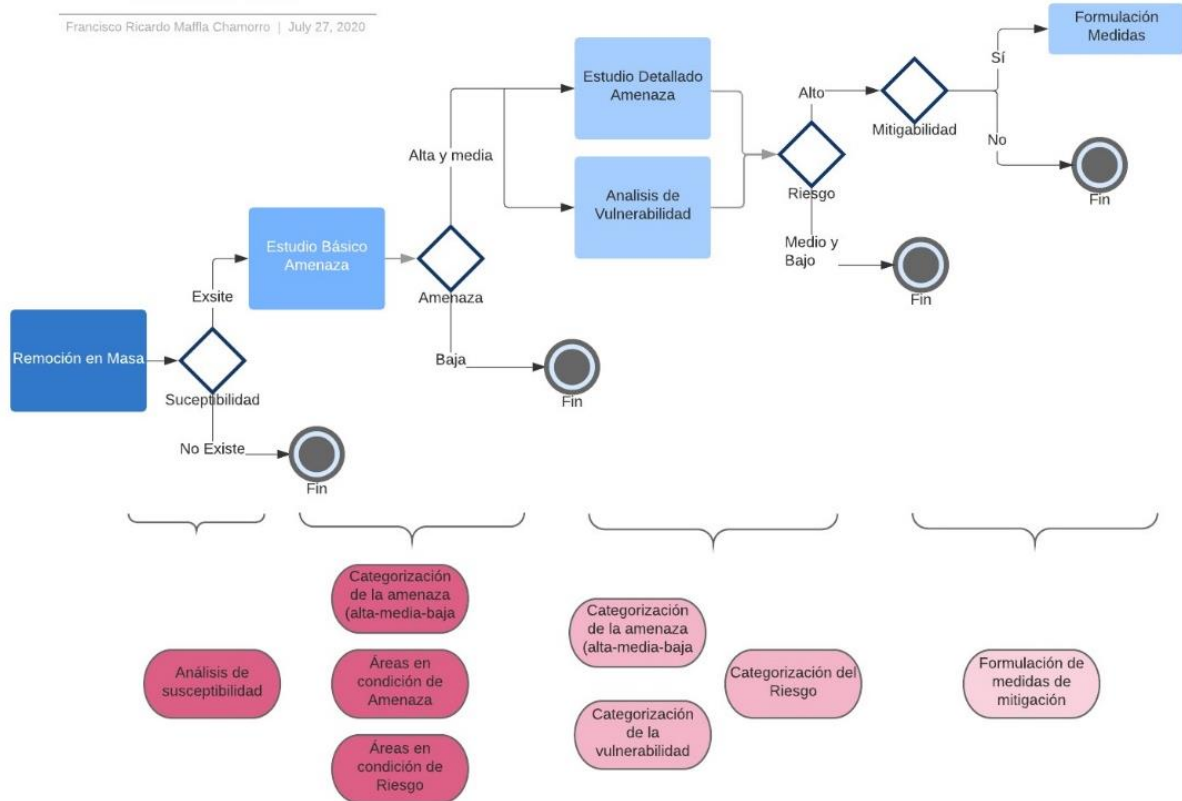 Francisco Ricardo Maffla Chamorro | July 27, 2020
Formulación
Medidas
Sí
Estudio Detallado
Amenaza
Alto
Mitigabilidad
No
Alta y media
Analisis de
Vulnerabilidad
Riesgo
Fin
Medio y
Bajo
Estudio Básico
Amenaza
Exsite
Amenaza
Fin
Remoción en Masa
Baja
Suceptibilidad
Fin
No Existe
Fin
Categorización
de la amenaza
(alta-media-baja
Categorización
de la amenaza
(alta-media-baja
Análisis de
susceptibilidad
Áreas en
condición de
Amenaza
Categorización del
Riesgo
Formulación de
medidas de
mitigación
Categorización
de la
vulnerabilidad
Áreas en
condición de
Riesgo